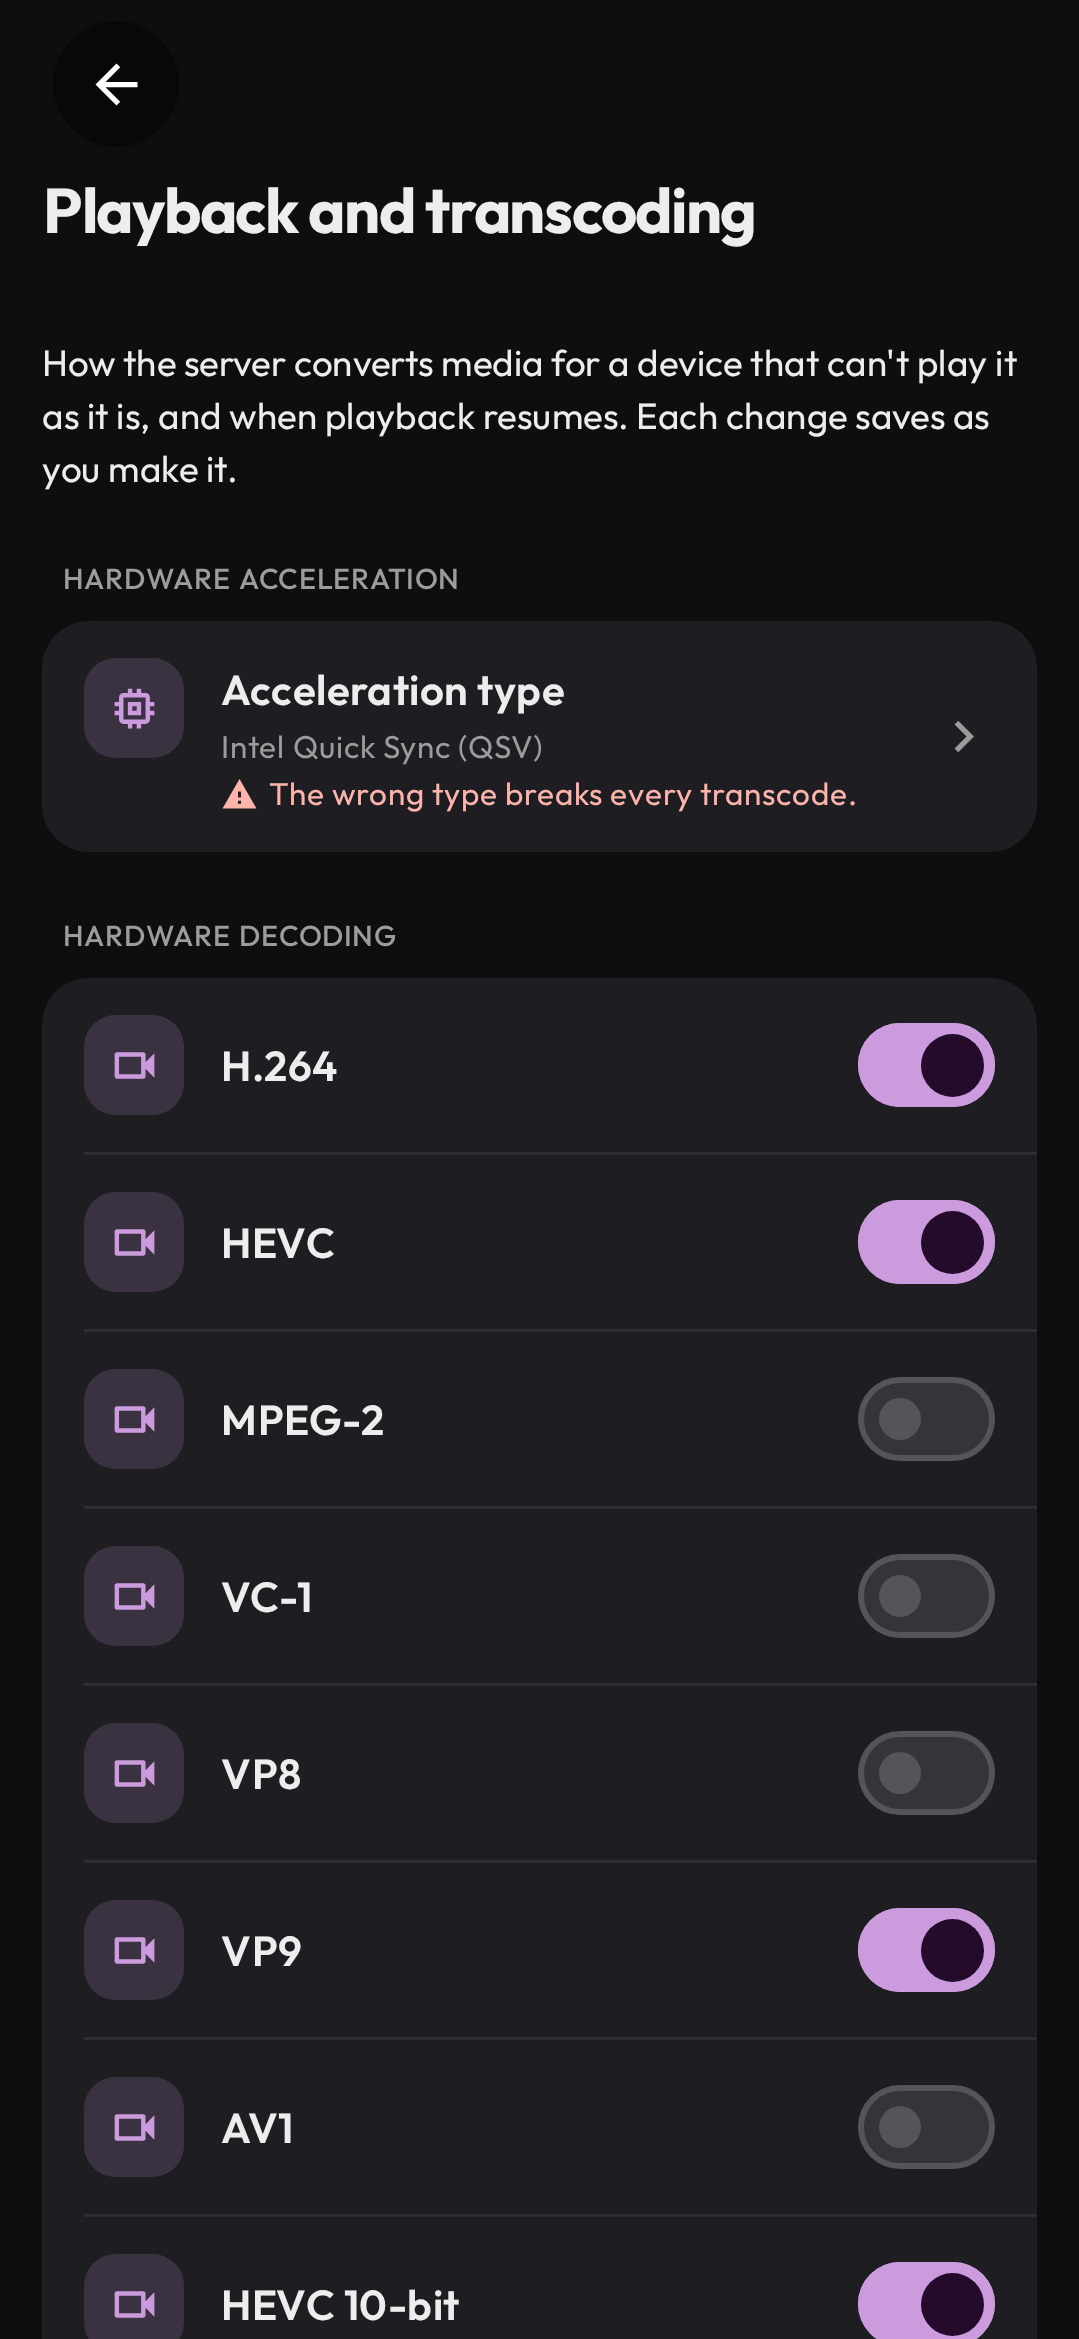 Playback and transcoding
How the server converts media for a device that can't play it
as it is, and when playback resumes. Each change saves as
you make it.
HARDWARE ACCELERATION
Acceleration type
Intel Quick Sync (QSV)
The wrong type breaks every transcode.
HARDWARE DECODING
H.264
HEVC
MPEG-2
VC-1
VP8
VP9
AV1
HEVC 10-bit